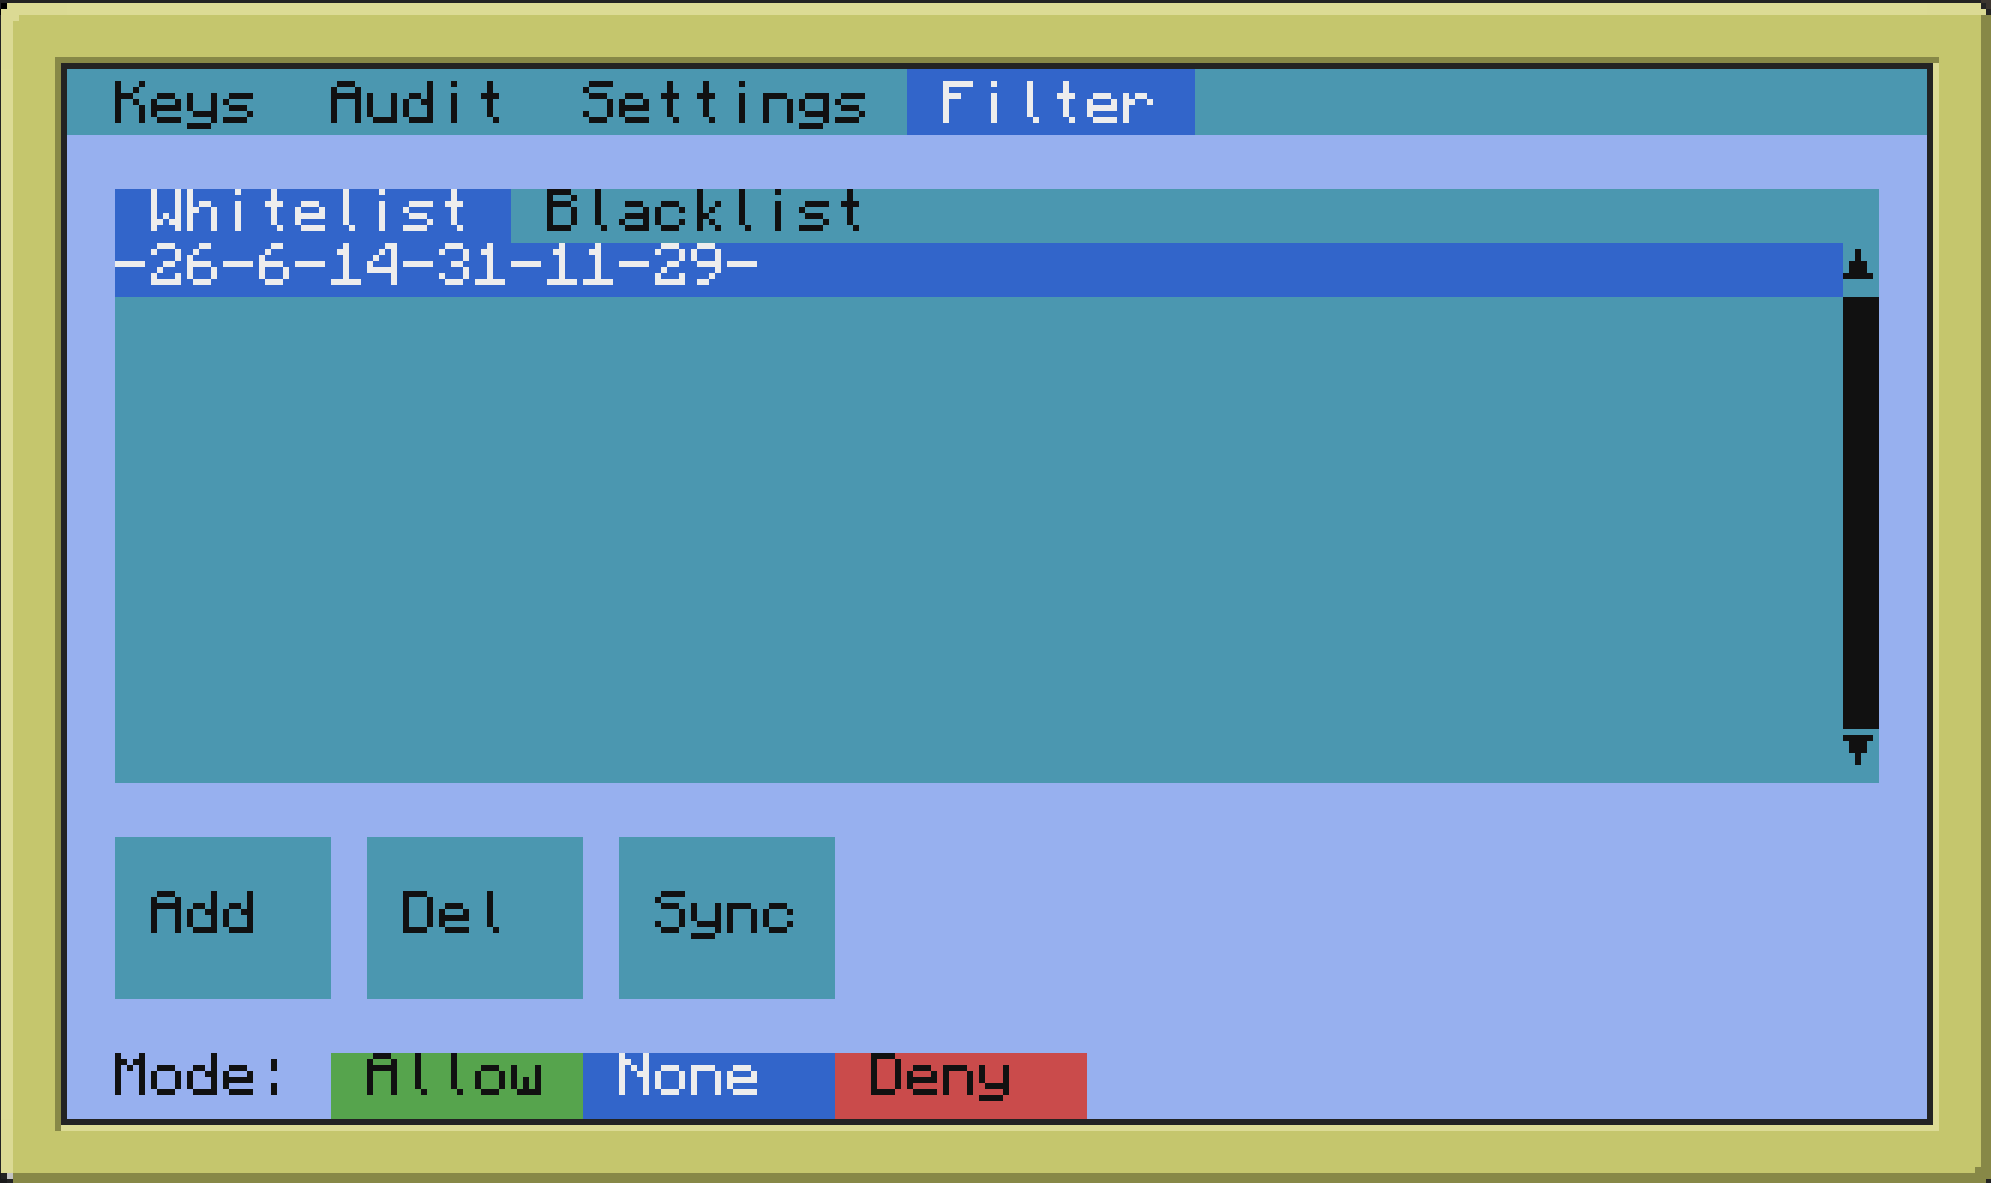 Keys Audit Settings Filter
Whitelist Blacklist
-26-6-14-31-11-29-
Add Del Sync
Mode: Allow None Deny